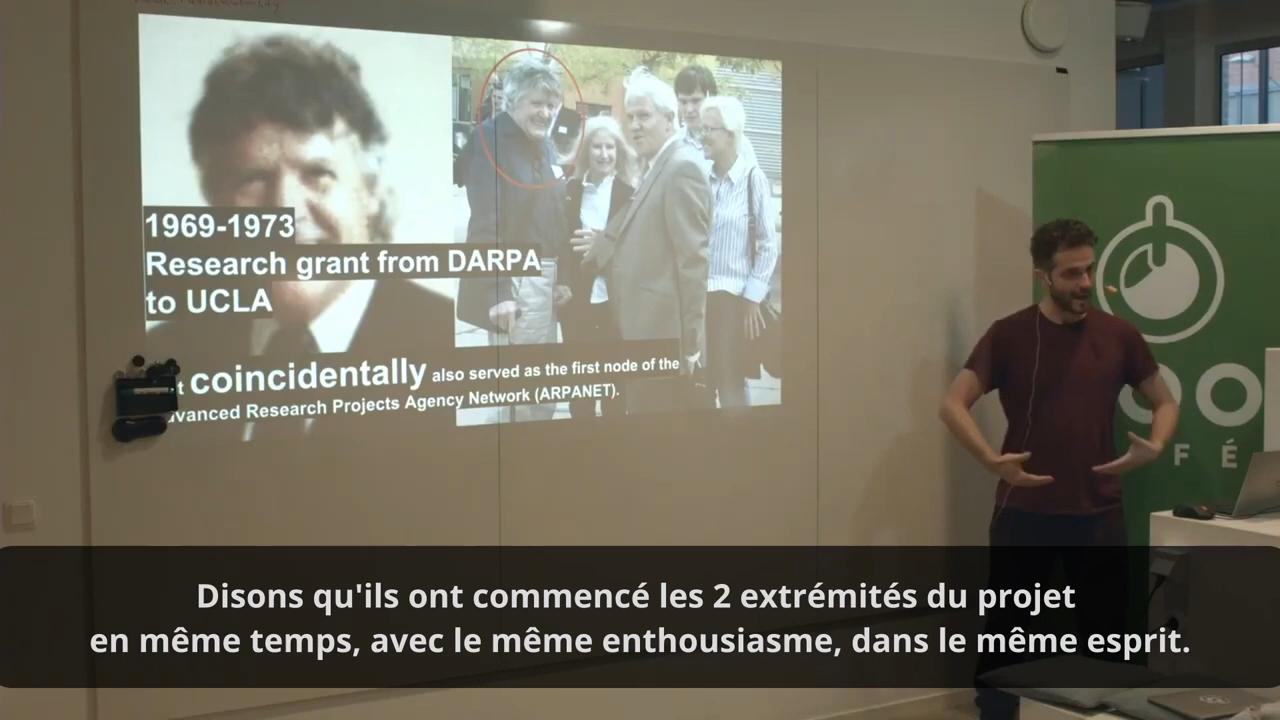 1969-1973
Research grant from DARPA
to UCLA
coincidentally also served as the first node of the
Advanced Research Projects Agency Network (ARPANET).
FÉ
Disons qu'ils ont commencé les 2 extrémités du projet
en même temps, avec le même enthousiasme, dans le même esprit.